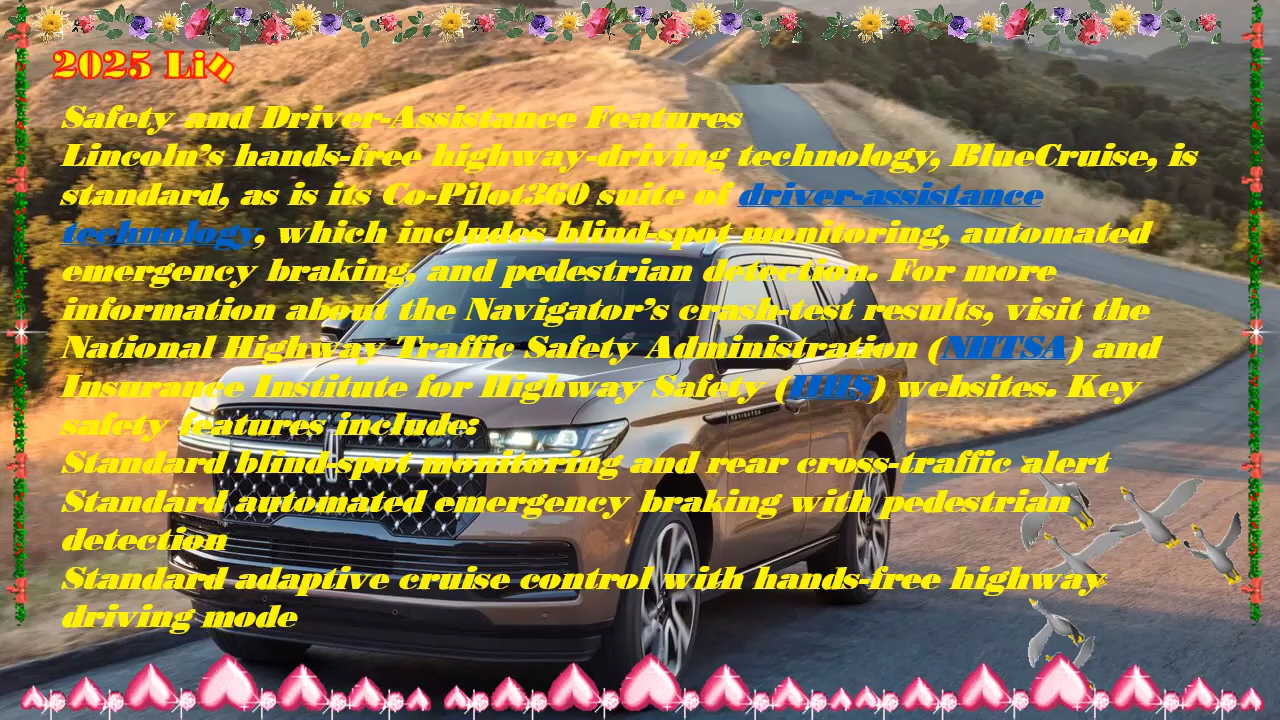 2025 Lin
Safety and Driver-Assistance Features
Lincoln’s hands-free highway-driving technology, BlueCruise, is
standard, as is its Co-Pilot360 suite of driver-assistance
technology, which includes blind-spot monitoring, automated
emergency braking, and pedestrian detection. For more
information about the Navigator’s crash-test results, visit the
National Highway Traffic Safety Administration (NHTSA) and
Insurance Institute for Highway Safety (IIHS) websites. Key
safety features include:
Standard blind-spot monitoring and rear cross-traffic alert
Standard automated emergency braking with pedestrian
detection
Standard adaptive cruise control with hands-free highway
driving mode
NAVIGATOR